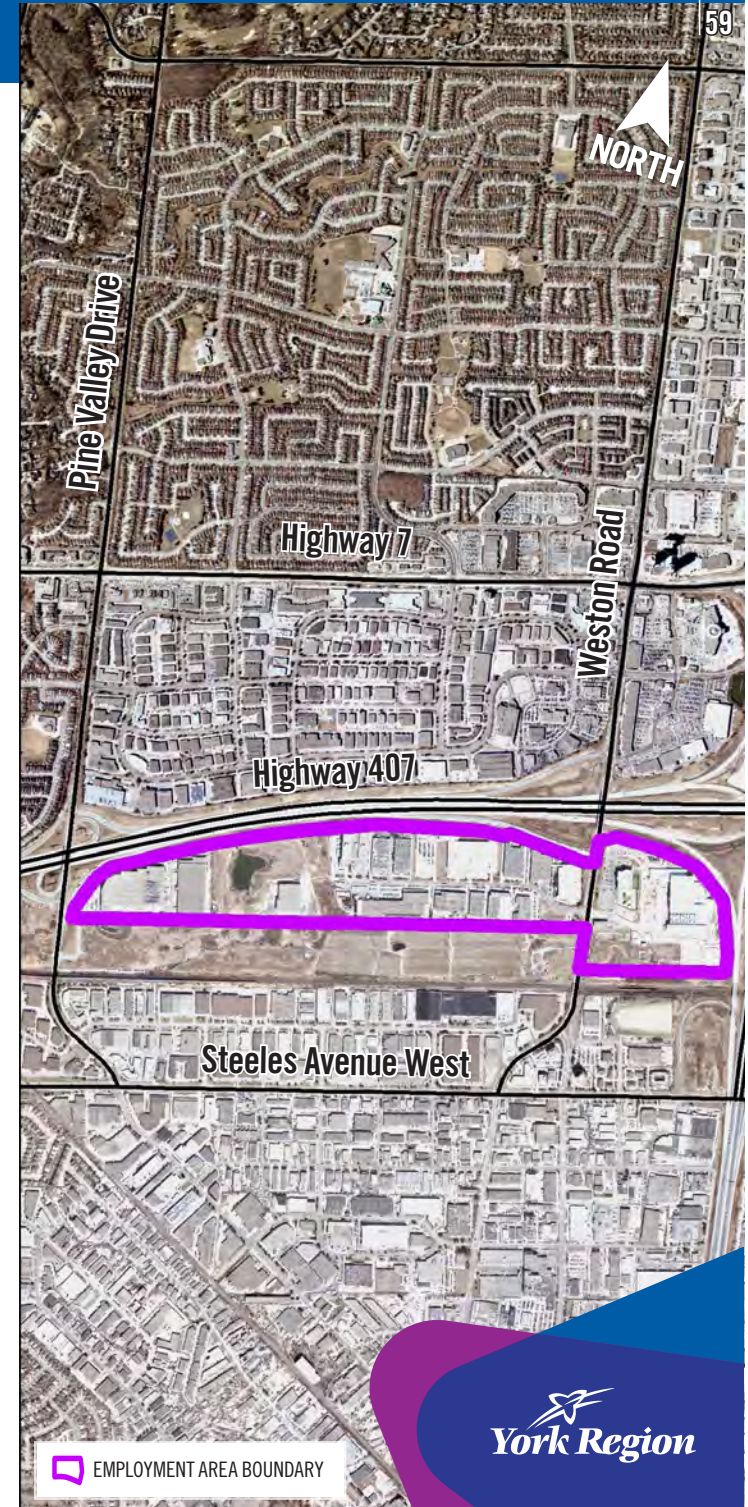 59
NORTH
Pine Valley Drive
Highway 7
Weston Road
Highway 407
Steeles Avenue West
York Region
EMPLOYMENT AREA BOUNDARY